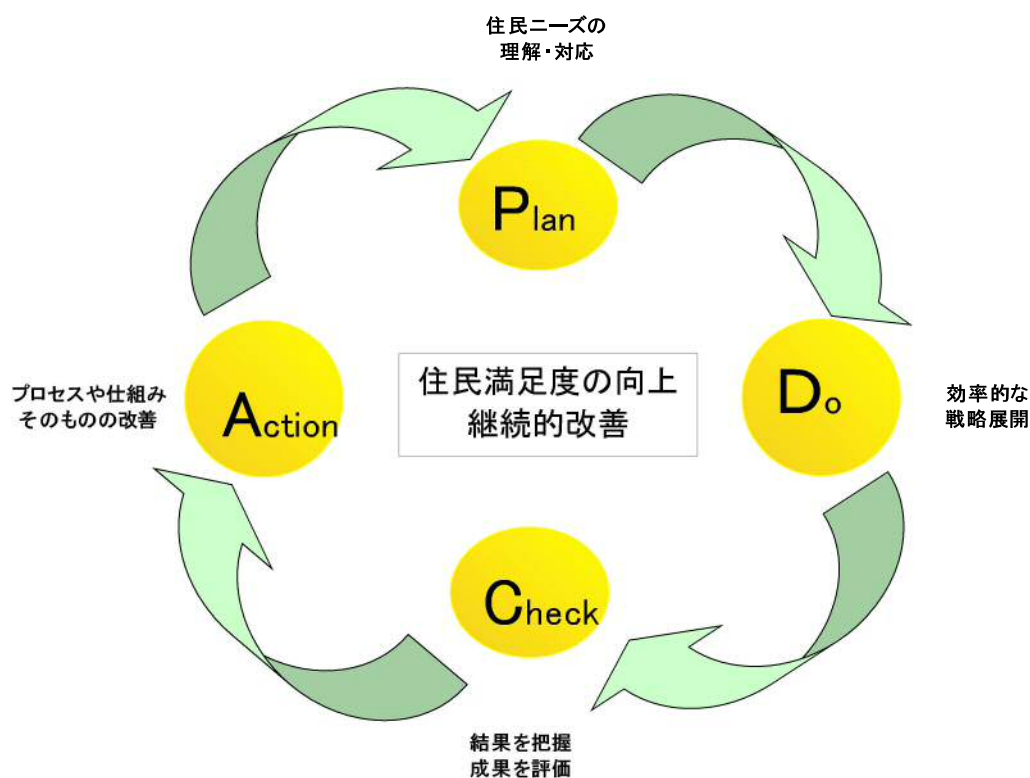 住民ニーズの
理解・対応
Plan
プロセスや仕組み
そのものの改善
Action
住民満足度の向上
継続的改善
Do
効率的な
戦略展開
Check
結果を把握
成果を評価